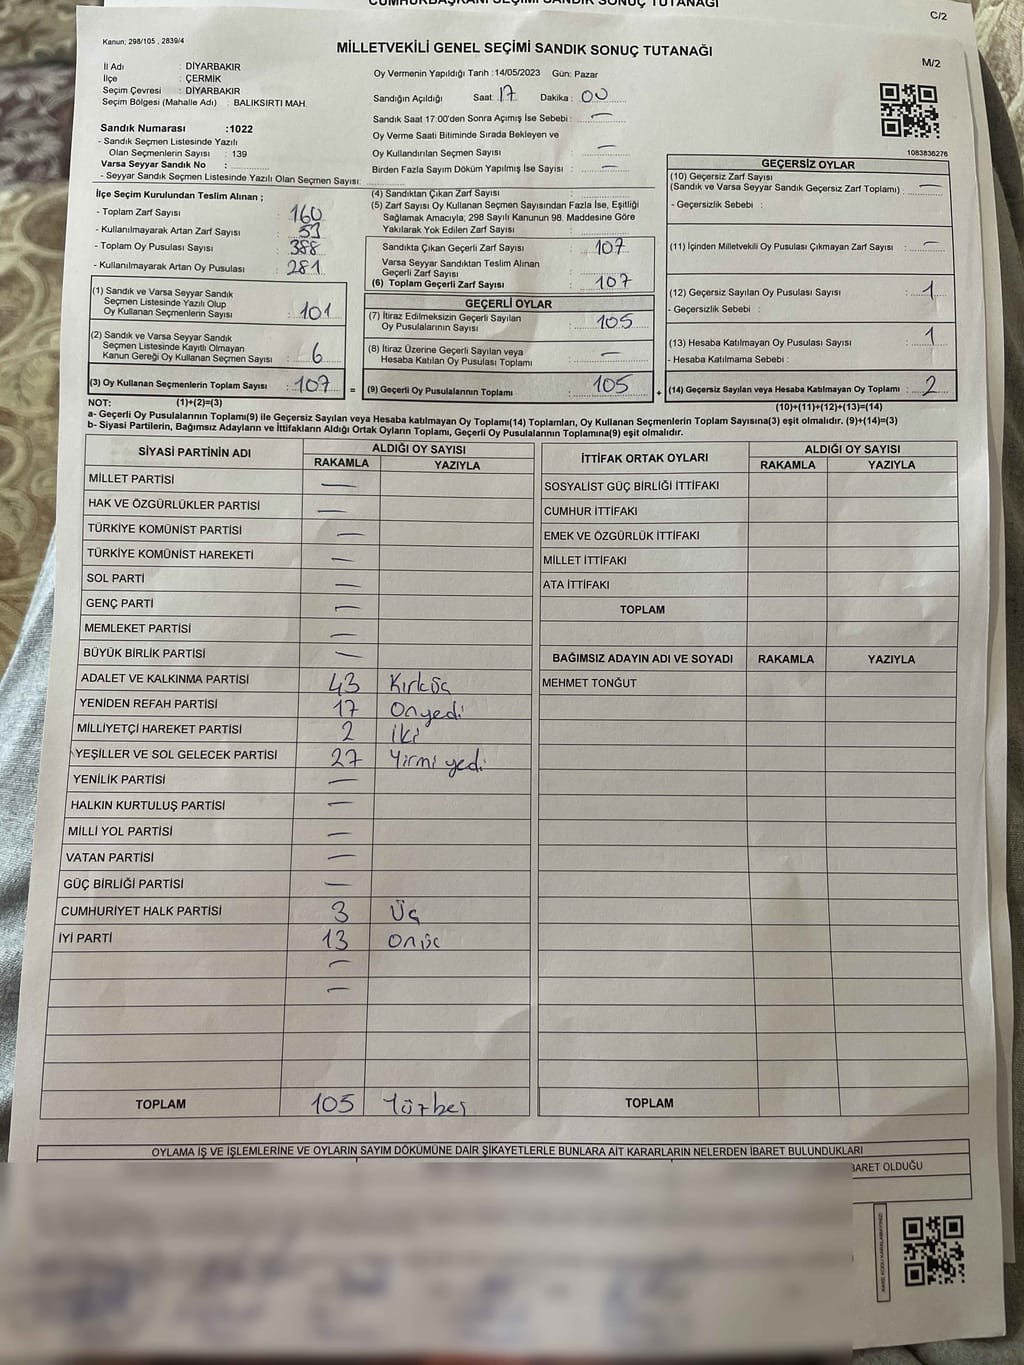 CUMHURBAŞKANI SEÇİMİ SANDIK SONUÇ TUTANAĞI
C/2
Kanun; 298/105 , 2839/4
MİLLETVEKİLİ GENEL SEÇİMİ SANDIK SONUÇ TUTANAĞI
M/2
İl Adı : DİYARBAKIR
İlçe : ÇERMİK
Seçim Çevresi : DİYARBAKIR
Seçim Bölgesi (Mahalle Adı) : BALIKSIRTI MAH.
Oy Vermenin Yapıldığı Tarih :14/05/2023 Gün: Pazar
Sandığın Açıldığı Saat: 17 Dakika : 00
Sandık Saat 17:00'den Sonra Açımış İse Sebebi : —
Oy Verme Saati Bitiminde Sırada Bekleyen ve
Oy Kullandırılan Seçmen Sayısı : —
Birden Fazla Sayım Döküm Yapılmış İse Sayısı : —
Sandık Numarası :1022
- Sandık Seçmen Listesinde Yazılı
Olan Seçmenlerin Sayısı : 139
Varsa Seyyar Sandık No :
- Seyyar Sandık Seçmen Listesinde Yazılı Olan Seçmen Sayısı:
1083836276
İlçe Seçim Kurulundan Teslim Alınan ;
- Toplam Zarf Sayısı : 160
- Kullanılmayarak Artan Zarf Sayısı : 53
- Toplam Oy Pusulası Sayısı : 388
- Kullanılmayarak Artan Oy Pusulası : 281
(1) Sandık ve Varsa Seyyar Sandık
Seçmen Listesinde Yazılı Olup
Oy Kullanan Seçmenlerin Sayısı : 101
(2) Sandık ve Varsa Seyyar Sandık
Seçmen Listesinde Kayıtlı Olmayan
Kanun Gereği Oy Kullanan Seçmen Sayısı : 6
(3) Oy Kullanan Seçmenlerin Toplam Sayısı : 107
(4) Sandıktan Çıkan Zarf Sayısı :
(5) Zarf Sayısı Oy Kullanan Seçmen Sayısından Fazla İse, Eşitliği
Sağlamak Amacıyla; 298 Sayılı Kanunun 98. Maddesine Göre
Yakılarak Yok Edilen Zarf Sayısı :
Sandıkta Çıkan Geçerli Zarf Sayısı : 107
Varsa Seyyar Sandıktan Teslim Alınan
Geçerli Zarf Sayısı :
(6) Toplam Geçerli Zarf Sayısı : 107
GEÇERLİ OYLAR
(7) İtiraz Edilmeksizin Geçerli Sayılan
Oy Pusulalarının Sayısı : 105
(8) İtiraz Üzerine Geçerli Sayılan veya
Hesaba Katılan Oy Pusulası Toplamı : —
= (9) Geçerli Oy Pusulalarının Toplamı : 105 +
GEÇERSİZ OYLAR
(10) Geçersiz Zarf Sayısı
(Sandık ve Varsa Seyyar Sandık Geçersiz Zarf Toplamı) : —
- Geçersizlik Sebebi :
(11) İçinden Milletvekili Oy Pusulası Çıkmayan Zarf Sayısı : —
(12) Geçersiz Sayılan Oy Pusulası Sayısı : 1
- Geçersizlik Sebebi :
(13) Hesaba Katılmayan Oy Pusulası Sayısı : 1
- Hesaba Katılmama Sebebi :
(14) Geçersiz Sayılan veya Hesaba Katılmayan Oy Toplamı : 2
NOT: (1)+(2)=(3)
(10)+(11)+(12)+(13)=(14)
a- Geçerli Oy Pusulalarının Toplamı(9) ile Geçersiz Sayılan veya Hesaba katılmayan Oy Toplamı(14) Toplamları, Oy Kullanan Seçmenlerin Toplam Sayısına(3) eşit olmalıdır. (9)+(14)=(3)
b- Siyasi Partilerin, Bağımsız Adayların ve İttifakların Aldığı Ortak Oyların Toplamı, Geçerli Oy Pusulalarının Toplamına(9) eşit olmalıdır.
SİYASİ PARTİNİN ADI ALDIĞI OY SAYISI
RAKAMLA YAZIYLA
MİLLET PARTİSİ —
HAK VE ÖZGÜRLÜKLER PARTİSİ —
TÜRKİYE KOMÜNİST PARTİSİ —
TÜRKİYE KOMÜNİST HAREKETİ —
SOL PARTİ —
GENÇ PARTİ —
MEMLEKET PARTİSİ —
BÜYÜK BİRLİK PARTİSİ —
ADALET VE KALKINMA PARTİSİ 43 Kırküç
YENİDEN REFAH PARTİSİ 17 Onyedi
MİLLİYETÇİ HAREKET PARTİSİ 2 iki
YEŞİLLER VE SOL GELECEK PARTİSİ 27 Yirmi yedi
YENİLİK PARTİSİ —
HALKIN KURTULUŞ PARTİSİ —
MİLLİ YOL PARTİSİ —
VATAN PARTİSİ —
GÜÇ BİRLİĞİ PARTİSİ —
CUMHURİYET HALK PARTİSİ 3 Üç
İYİ PARTİ 13 onüç
—
—
TOPLAM 105 Yüzbeş
İTTİFAK ORTAK OYLARI ALDIĞI OY SAYISI
RAKAMLA YAZIYLA
SOSYALİST GÜÇ BİRLİĞİ İTTİFAKI
CUMHUR İTTİFAKI
EMEK VE ÖZGÜRLÜK İTTİFAKI
MİLLET İTTİFAKI
ATA İTTİFAKI
TOPLAM
BAĞIMSIZ ADAYIN ADI VE SOYADI RAKAMLA YAZIYLA
MEHMET TONĞUT
TOPLAM
OYLAMA İŞ VE İŞLEMLERİNE VE OYLARIN SAYIM DÖKÜMÜNE DAİR ŞİKAYETLERLE BUNLARA AİT KARARLARIN NELERDEN İBARET BULUNDUKLARI
BARET OLDUĞU